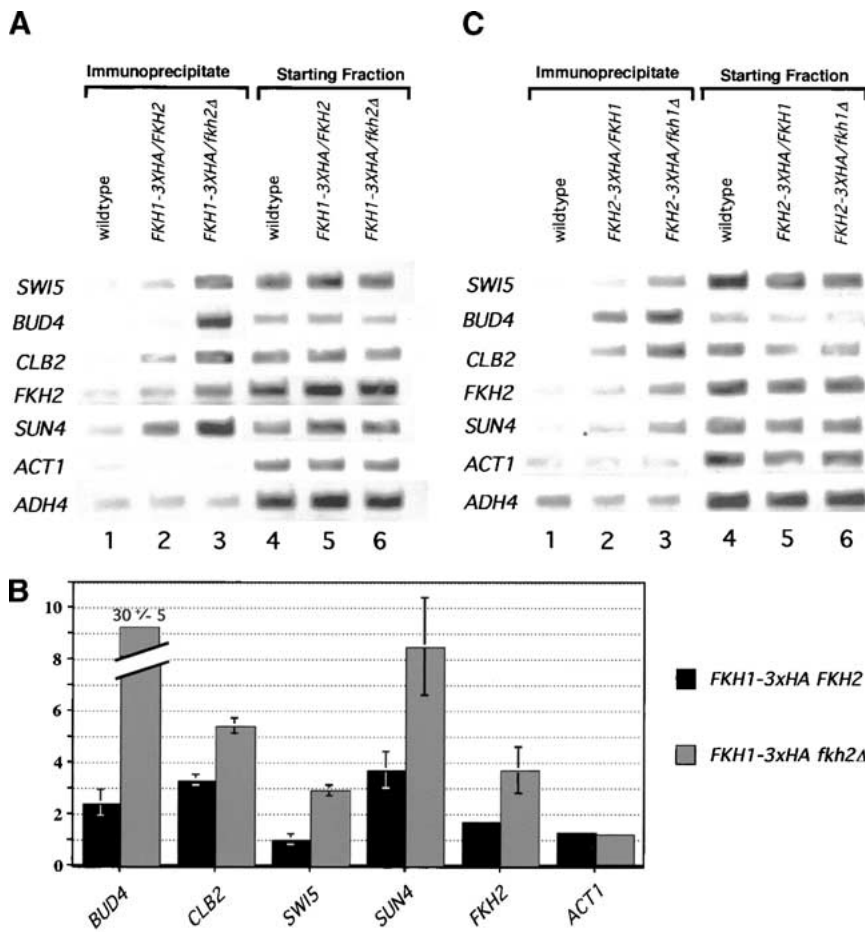 A
Immunoprecipitate Starting Fraction
wildtype
FKH1-3XHA/FKH2
FKH1-3XHA/fkh2Δ
wildtype
FKH1-3XHA/FKH2
FKH1-3XHA/fkh2Δ
SWI5
BUD4
CLB2
FKH2
SUN4
ACT1
ADH4
1 2 3 4 5 6
C
Immunoprecipitate Starting Fraction
wildtype
FKH2-3XHA/FKH1
FKH2-3XHA/fkh1Δ
wildtype
FKH2-3XHA/FKH1
FKH2-3XHA/fkh1Δ
SWI5
BUD4
CLB2
FKH2
SUN4
ACT1
ADH4
1 2 3 4 5 6
B
10
8
8
6
4
2
0
30 +/- 5
BUD4
CLB2
SWI5
SUN4
FKH2
ACT1
FKH1-3xHA FKH2
FKH1-3xHA fkh2Δ